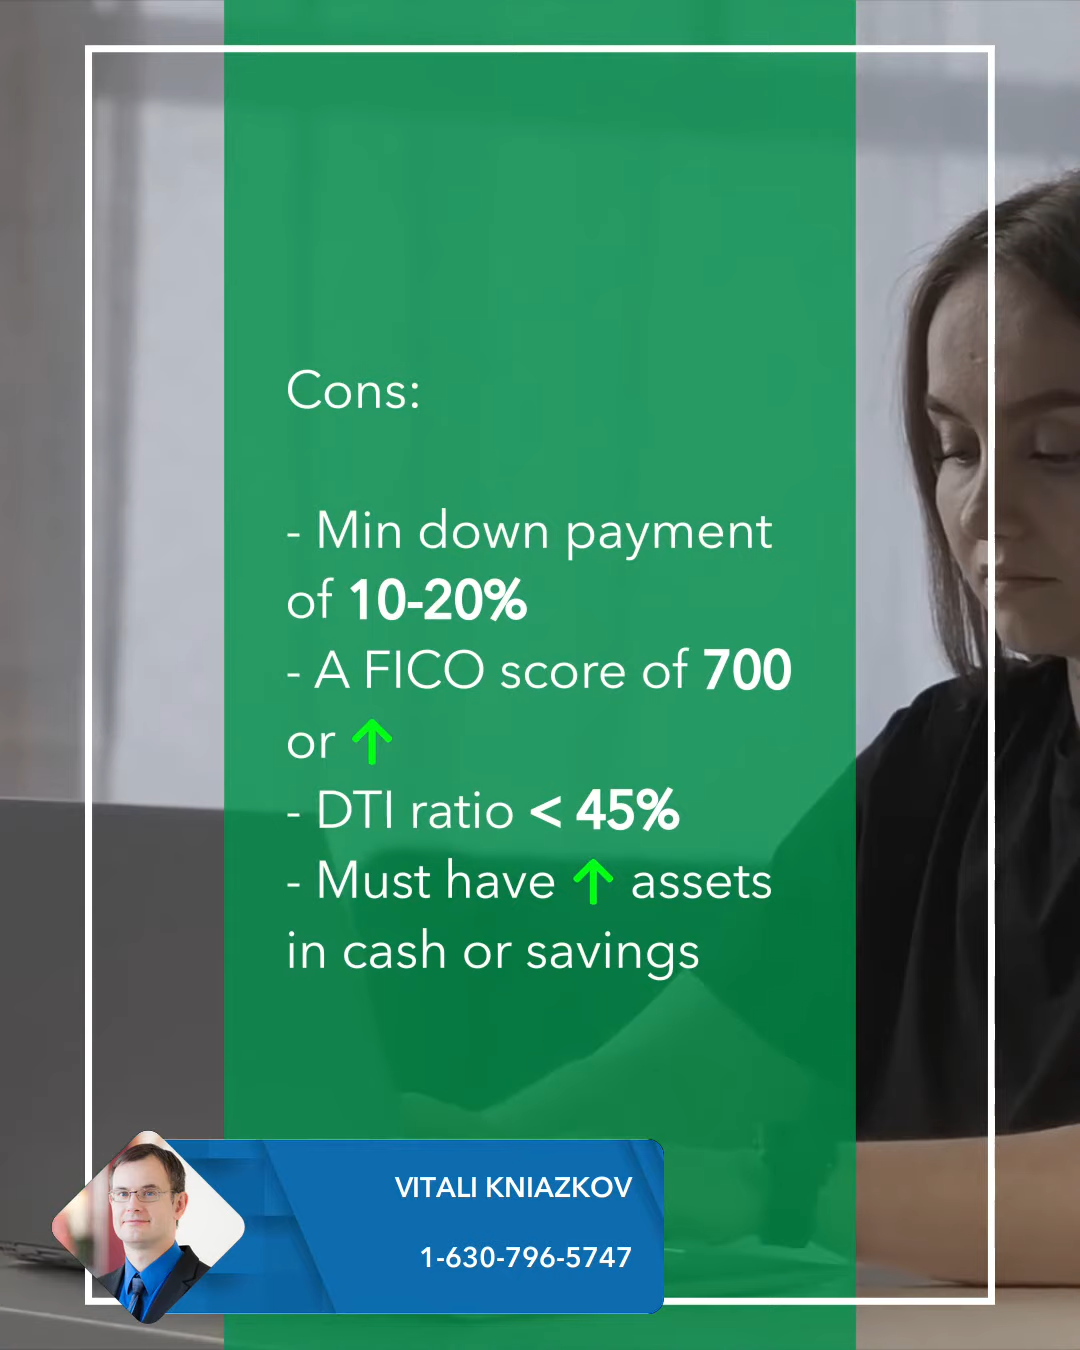 Cons:
- Min down payment
of 10-20%
- A FICO score of 700
or ↑
- DTI ratio < 45%
- Must have ↑ assets
in cash or savings
VITALI KNIAZKOV
1-630-796-5747